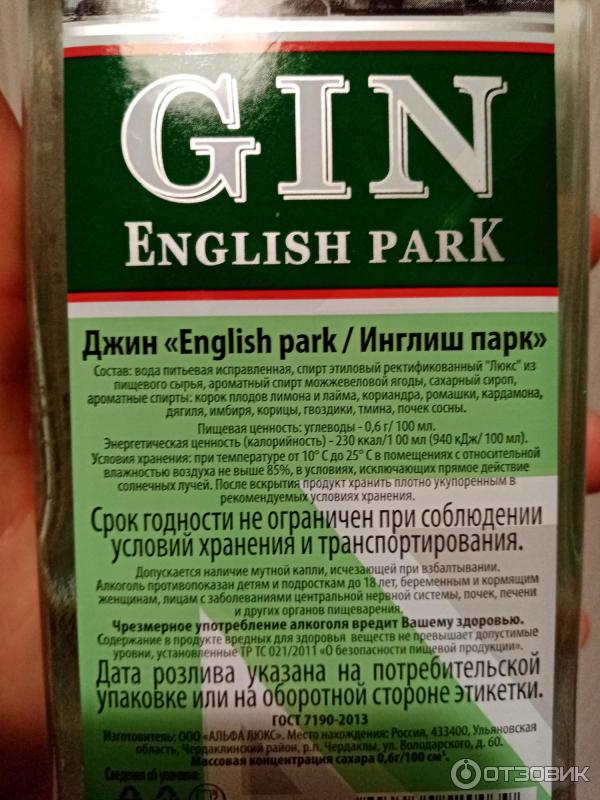 GIN
ENGLISH PARK
Джин «English park / Инглиш парк»
Состав: вода питьевая исправленная, спирт этиловый ректификованный "Люкс" из
пищевого сырья, ароматный спирт можжевеловой ягоды, сахарный сироп,
ароматные спирты: корок плодов лимона и лайма, кориандра, ромашки, кардамона,
дягиля, имбиря, корицы, гвоздики, тмина, почек сосны.
Пищевая ценность: углеводы - 0,6 г/ 100 мл.
Энергетическая ценность (калорийность) - 230 ккал/1 00 мл (940 кДж/ 100 мл).
Условия хранения: при температуре от 10° С до 25° С в помещениях с относительной
влажностью воздуха не выше 85%, в условиях, исключающих прямое действие
солнечных лучей. После вскрытия продукт хранить плотно укупоренным в
рекомендуемых условиях хранения.
Срок годности не ограничен при соблюдении
условий хранения и транспортирования.
Допускается наличие мутной капли, исчезающей при взбалтывании.
Алкоголь противопоказан детям и подросткам до 18 лет, беременным и кормящим
женщинам, лицам с заболеваниями центральной нервной системы, почек, печени
и других органов пищеварения.
Чрезмерное употребление алкоголя вредит Вашему здоровью.
Содержание в продукте вредных для здоровья веществ не превышает допустимые
уровни, установленные ТР ТС 021/2011 «О безопасности пищевой продукции».
Дата розлива указана на потребительской
упаковке или на оборотной стороне этикетки.
ГОСТ 7190-2013
Изготовитель: ООО «АЛЬФА ЛЮКС». Место нахождения: Россия, 433400, Ульяновская
область, Чердаклинский район, р.п. Чердаклы, ул. Володарского, д. 60.
Массовая концентрация сахара 0,6г/100 см³.
Сведения об упаковке:
ОТЗОВИК